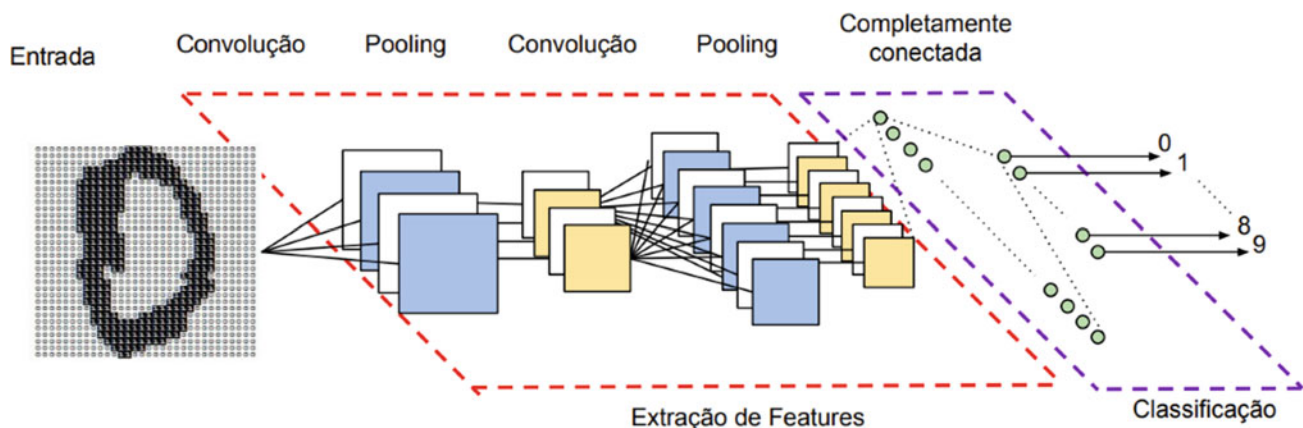 Entrada
Convolução
Pooling
Convolução
Pooling
Completamente
conectada
0
1
8
9
Extração de Features
Classificação